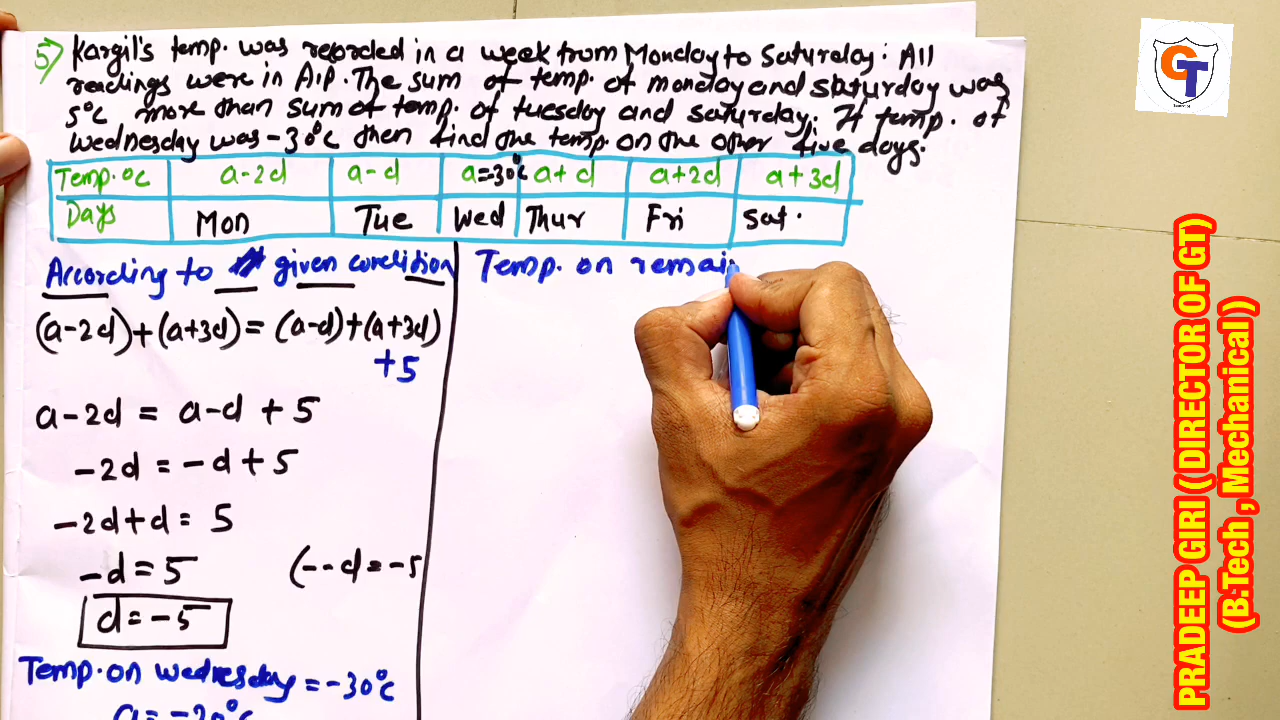 5) Kargil's temp. was recorded in a week from Monday to Saturday: All
readings were in A.P. The sum of temp. of monday and saturday was
5°C more than sum of temp. of tuesday and saturday. If temp. of
Wednesday was -30°C then find the temp. on the other five days.
Temp. °C a-2d a-d a=-30°C a+d a+2d a+3d
Days Mon Tue Wed Thur Fri Sat.
According to given condition
(a-2d)+(a+3d) = (a-d)+(a+3d)
+5
a-2d = a-d +5
-2d = -d+5
-2d+d = 5
-d = 5 (--d = -5
d = -5
Temp. on wednesday = -30°C
a = -30°C
Temp. on remai
GT
PRADEEP GIRI ( DIRECTOR OF GT)
(B.Tech , Mechanical )